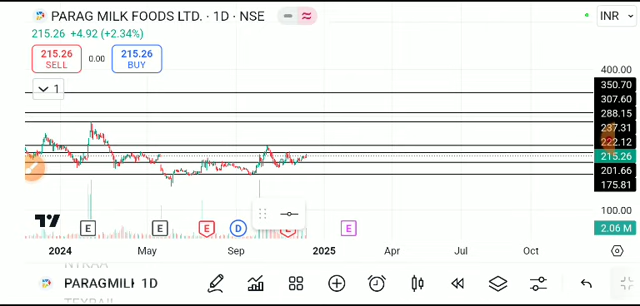 PARAG MILK FOODS LTD. · 1D · NSE
INR
215.26 +4.92 (+2.34%)
215.26
SELL
0.00
215.26
BUY
1
400.00
350.70
307.60
288.15
237.31
222.12
215.26
201.66
175.81
100.00
2.06 M
E
E
E
D
E
E
2024
May
Sep
2025
Apr
Jul
Oct
PARAGMILK 1D